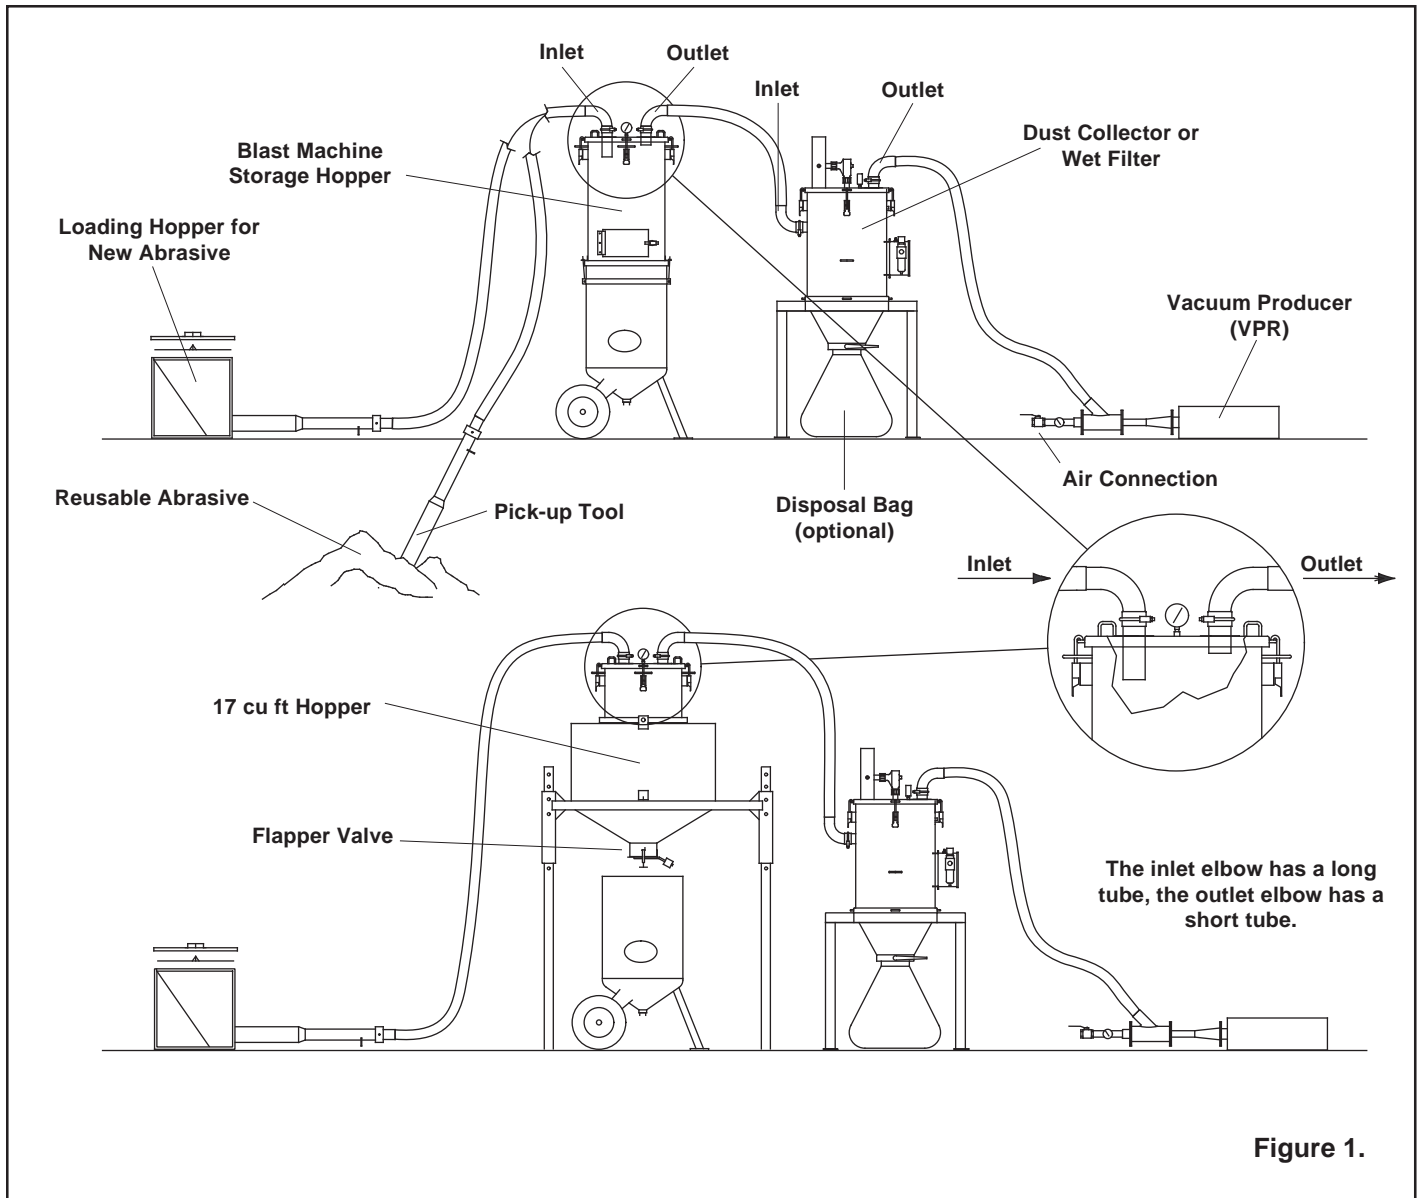 Inlet
Outlet
Inlet
Outlet
Dust Collector or
Wet Filter
Blast Machine
Storage Hopper
Loading Hopper for
New Abrasive
Vacuum Producer
(VPR)
Air Connection
Reusable Abrasive
Pick-up Tool
Disposal Bag
(optional)
Inlet
Outlet
17 cu ft Hopper
Flapper Valve
The inlet elbow has a long
tube, the outlet elbow has a
short tube.
Figure 1.